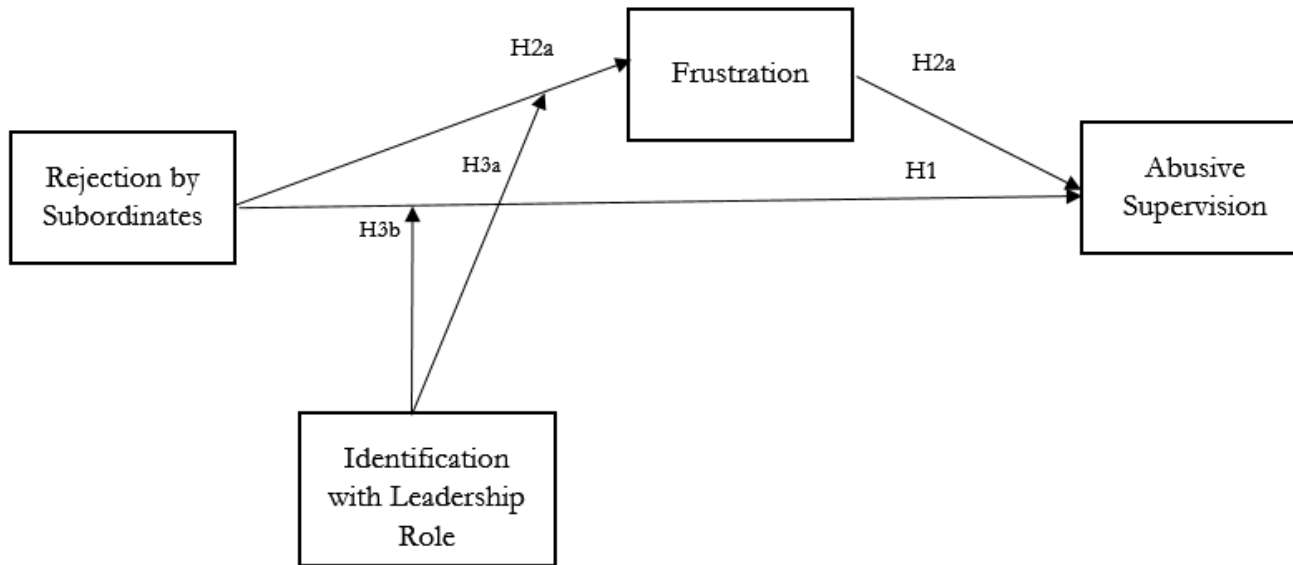 H2a
Frustration
H2a
Rejection by
Subordinates
H3a
H1
Abusive
Supervision
H3b
Identification
with Leadership
Role